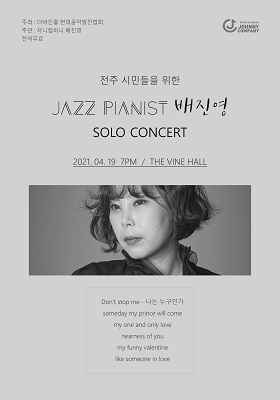 주최 : 더바인홀 현대음악발전협회
주관 : 쟈니컴퍼니 배진영
전석무료
JOHNNY
COMPANY
전주 시민들을 위한
JAZZ PIANIST 배진영
SOLO CONCERT
2021. 04. 19 7PM / THE VINE HALL
Don't stop me - 나는 누구인가
someday my prince will come
my one and only love
nearness of you
my funny valentine
like someone in love